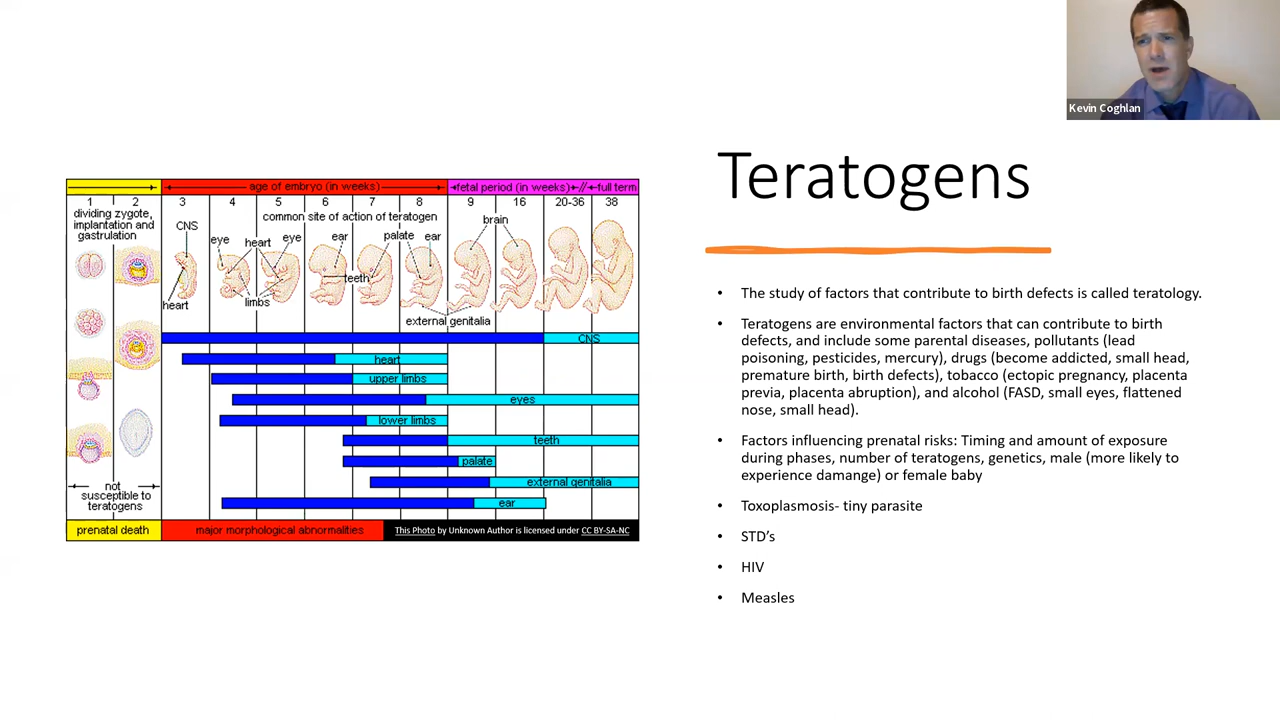 Kevin Coghlan
Teratogens
age of embryo (in weeks)
fetal period (in weeks)
full term
1 2 3 4 5 6 7 8 9 16 20-36 38
dividing zygote,
implantation and
gastrulation
common site of action of teratogen
CNS
eye
heart
eye
ear
palate
ear
brain
teeth
heart
limbs
external genitalia
CNS
heart
upper limbs
eyes
lower limbs
teeth
palate
external genitalia
ear
not
susceptible to
teratogens
prenatal death
major morphological abnormalities
This Photo by Unknown Author is licensed under CC BY-SA-NC
• The study of factors that contribute to birth defects is called teratology.
• Teratogens are environmental factors that can contribute to birth
defects, and include some parental diseases, pollutants (lead
poisoning, pesticides, mercury), drugs (become addicted, small head,
premature birth, birth defects), tobacco (ectopic pregnancy, placenta
previa, placenta abruption), and alcohol (FASD, small eyes, flattened
nose, small head).
• Factors influencing prenatal risks: Timing and amount of exposure
during phases, number of teratogens, genetics, male (more likely to
experience damange) or female baby
• Toxoplasmosis- tiny parasite
• STD’s
• HIV
• Measles